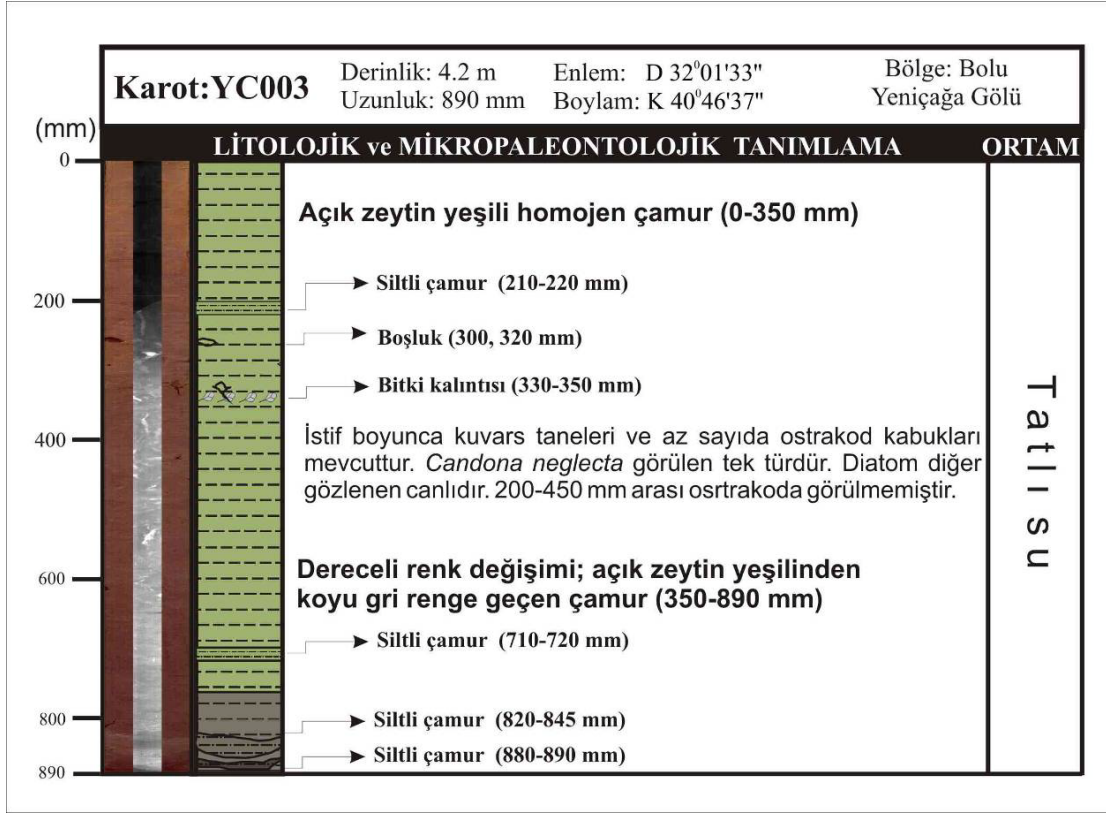 Karot:YC003
Derinlik: 4.2 m
Uzunluk: 890 mm
Enlem: D 32⁰01'33"
Boylam: K 40⁰46'37"
Bölge: Bolu
Yeniçağa Gölü
(mm)
LİTOLOJİK ve MİKROPALEONTOLOJİK TANIMLAMA
ORTAM
0
Açık zeytin yeşili homojen çamur (0-350 mm)
Siltli çamur (210-220 mm)
200
Boşluk (300, 320 mm)
Bitki kalıntısı (330-350 mm)
400
İstif boyunca kuvars taneleri ve az sayıda ostrakod kabukları
mevcuttur. Candona neglecta görülen tek türdür. Diatom diğer
gözlenen canlıdır. 200-450 mm arası osrtrakoda görülmemiştir.
Tatlı su
600
Dereceli renk değişimi; açık zeytin yeşilinden
koyu gri renge geçen çamur (350-890 mm)
Siltli çamur (710-720 mm)
800
Siltli çamur (820-845 mm)
Siltli çamur (880-890 mm)
890